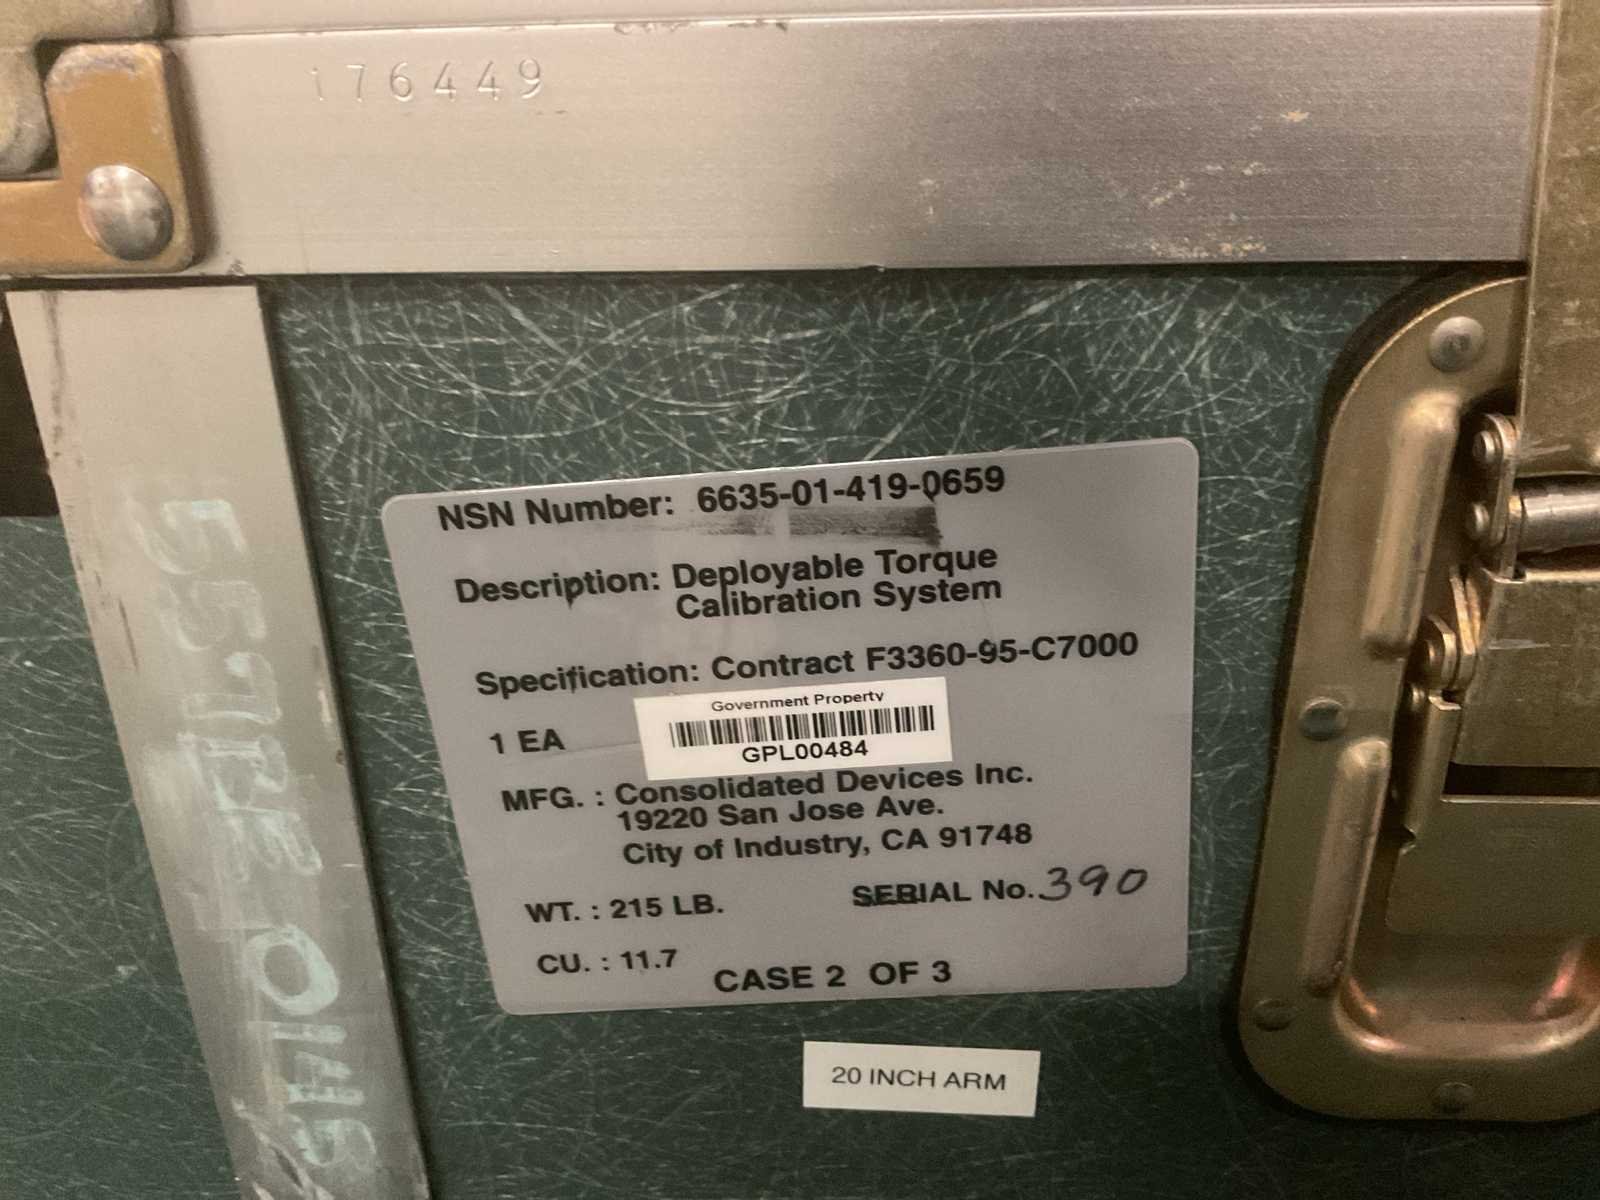 176449
NSN Number: 6635-01-419-0659
Description: Deployable Torque
Calibration System
Specification: Contract F3360-95-C7000
1 EA
Government Property
GPL00484
MFG. : Consolidated Devices Inc.
19220 San Jose Ave.
City of Industry, CA 91748
WT. : 215 LB.
SERIAL No. 390
CU. : 11.7
CASE 2 OF 3
20 INCH ARM